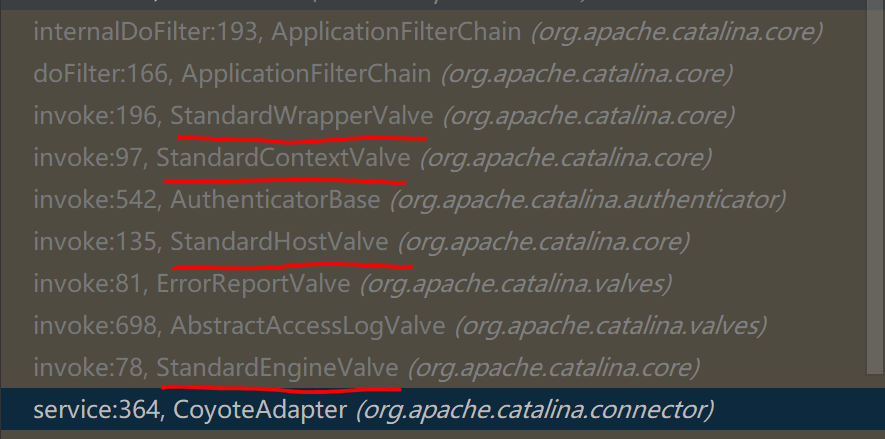 internalDoFilter:193, ApplicationFilterChain (org.apache.catalina.core)
doFilter:166, ApplicationFilterChain (org.apache.catalina.core)
invoke:196, StandardWrapperValve (org.apache.catalina.core)
invoke:97, StandardContextValve (org.apache.catalina.core)
invoke:542, AuthenticatorBase (org.apache.catalina.authenticator)
invoke:135, StandardHostValve (org.apache.catalina.core)
invoke:81, ErrorReportValve (org.apache.catalina.valves)
invoke:698, AbstractAccessLogValve (org.apache.catalina.valves)
invoke:78, StandardEngineValve (org.apache.catalina.core)
service:364, CoyoteAdapter (org.apache.catalina.connector)